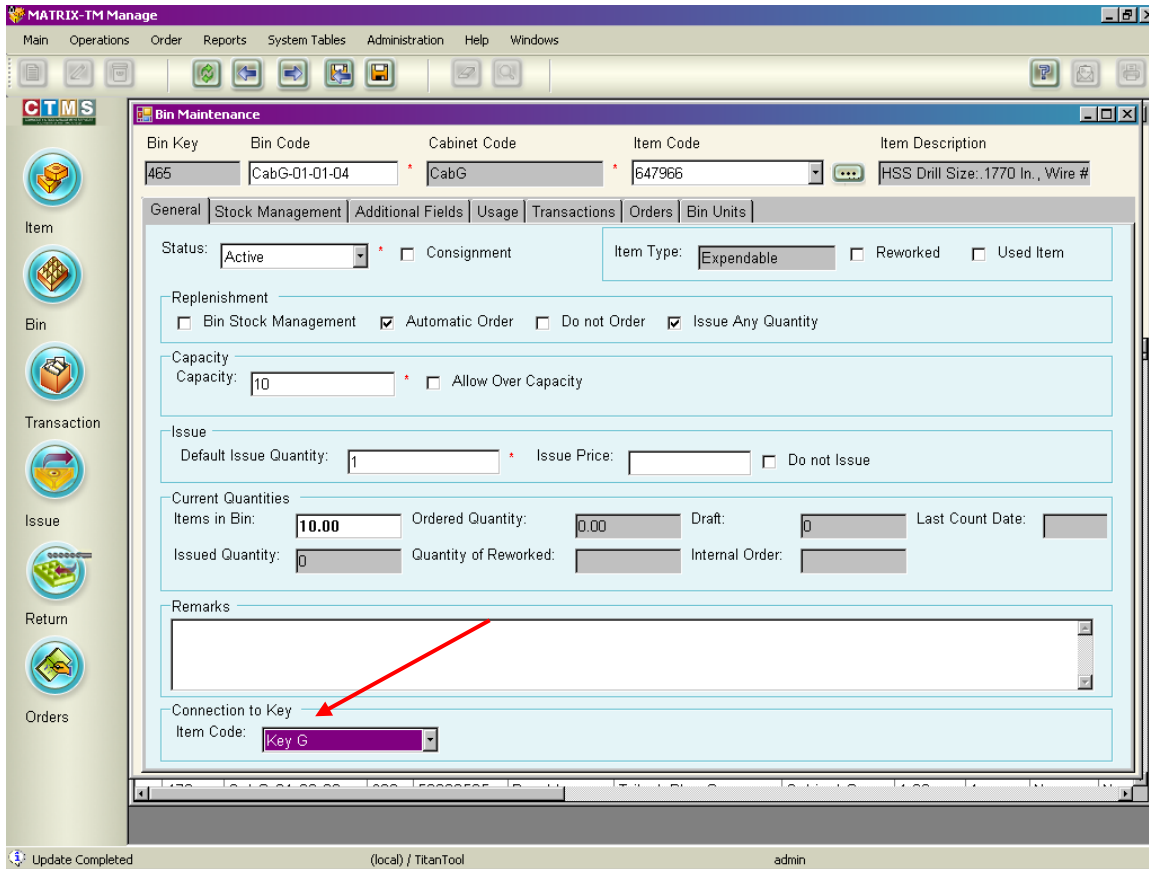 MATRIX-TM Manage
Main Operations Order Reports System Tables Administration Help Windows
CTMS
Bin Maintenance
Bin Key Bin Code Cabinet Code Item Code Item Description
465 CabG-01-01-04 * CabG * 647966 HSS Drill Size:.1770 In., Wire #
General Stock Management Additional Fields Usage Transactions Orders Bin Units
Status: Active * Consignment Item Type: Expendable Reworked Used Item
Replenishment
Bin Stock Management Automatic Order Do not Order Issue Any Quantity
Capacity
Capacity: 10 * Allow Over Capacity
Issue
Default Issue Quantity: 1 * Issue Price: Do not Issue
Current Quantities
Items in Bin: 10.00 Ordered Quantity: 0.00 Draft: 0 Last Count Date:
Issued Quantity: 0 Quantity of Reworked: Internal Order:
Remarks
Connection to Key
Item Code: Key G
Item
Bin
Transaction
Issue
Return
Orders
Update Completed (local) / TitanTool admin